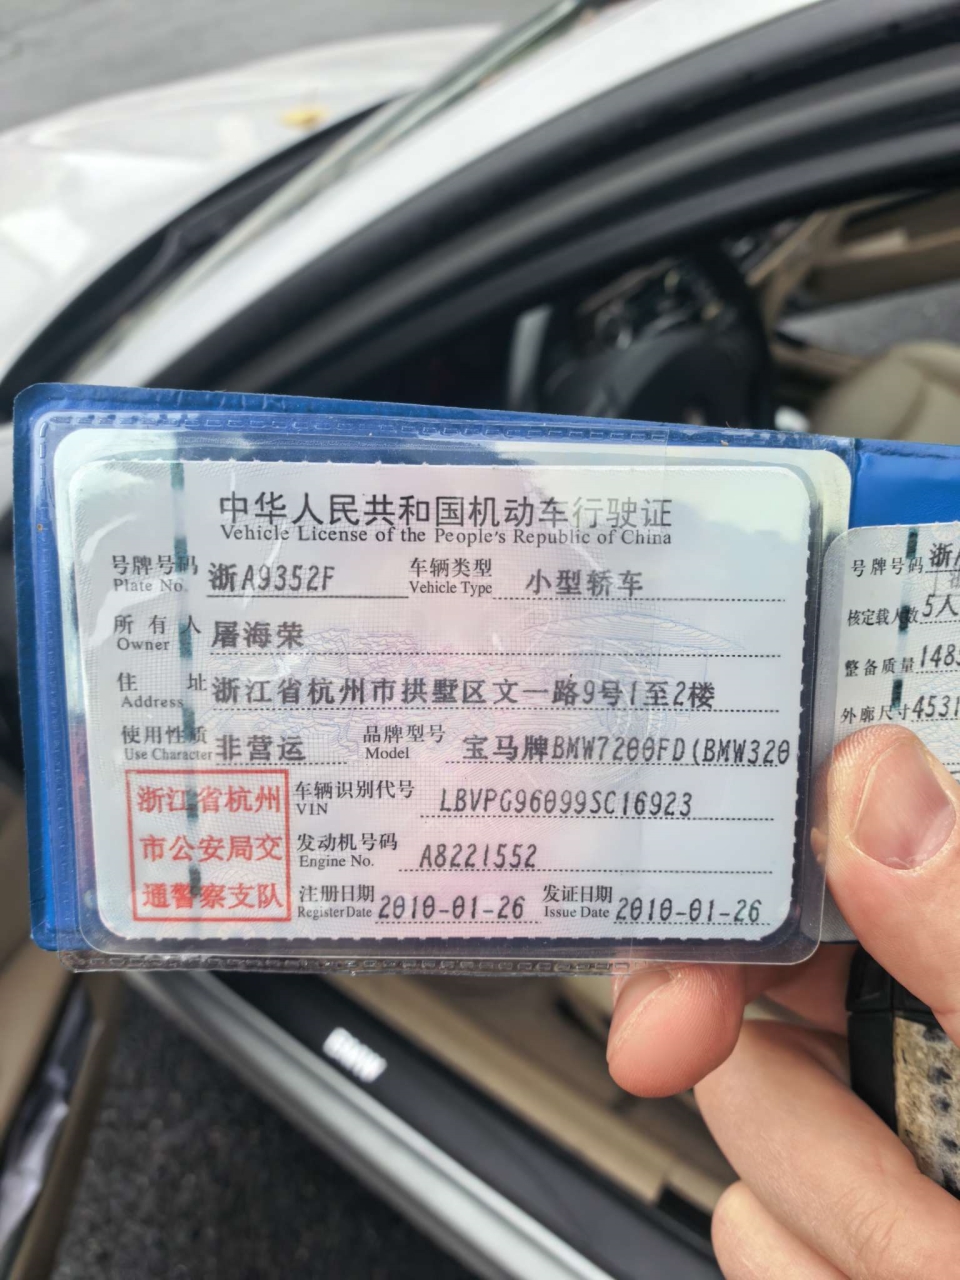 中华人民共和国机动车行驶证
Vehicle License of the People's Republic of China
号牌号码 浙A9352F 车辆类型 小型轿车
Plate No. Vehicle Type
所有人 屠海荣
Owner
住址 浙江省杭州市拱墅区文一路9号1至2楼
Address
使用性质 非营运 品牌型号 宝马牌BMW7200FD(BMW320
Use Character Model
浙江省杭州
市公安局交
通警察支队
车辆识别代号 LBVPG96099SC16923
VIN
发动机号码 A8221552
Engine No.
注册日期 2010-01-26 发证日期 2010-01-26
Register Date Issue Date
号牌号码 浙
核定载人数 5人
整备质量 148
外廓尺寸 4531
BMW